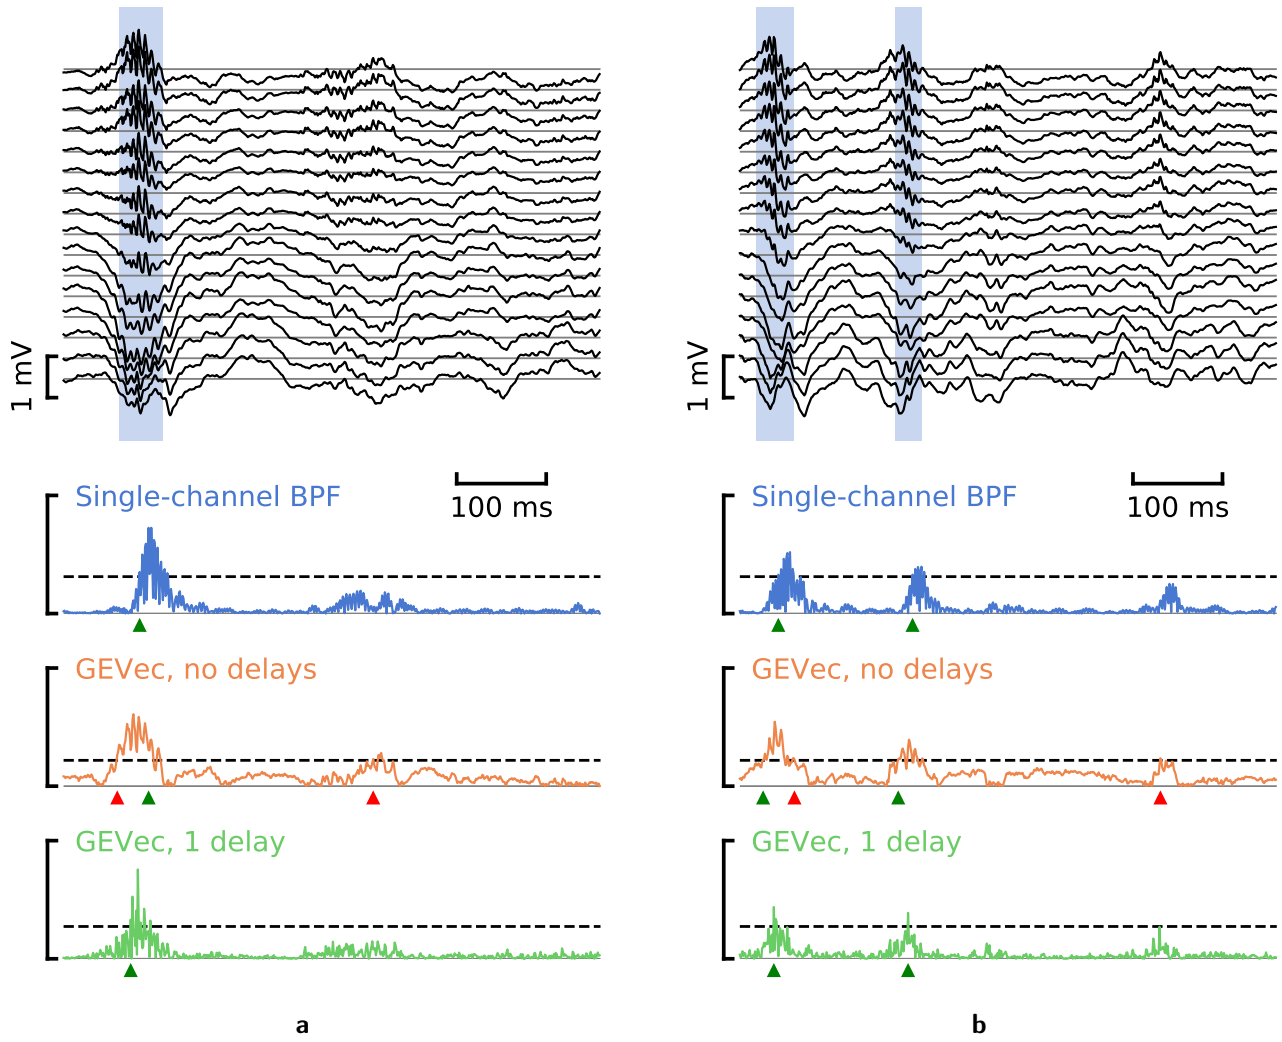 1 mV
Single-channel BPF
100 ms
GEVec, no delays
GEVec, 1 delay
a
1 mV
Single-channel BPF
100 ms
GEVec, no delays
GEVec, 1 delay
b